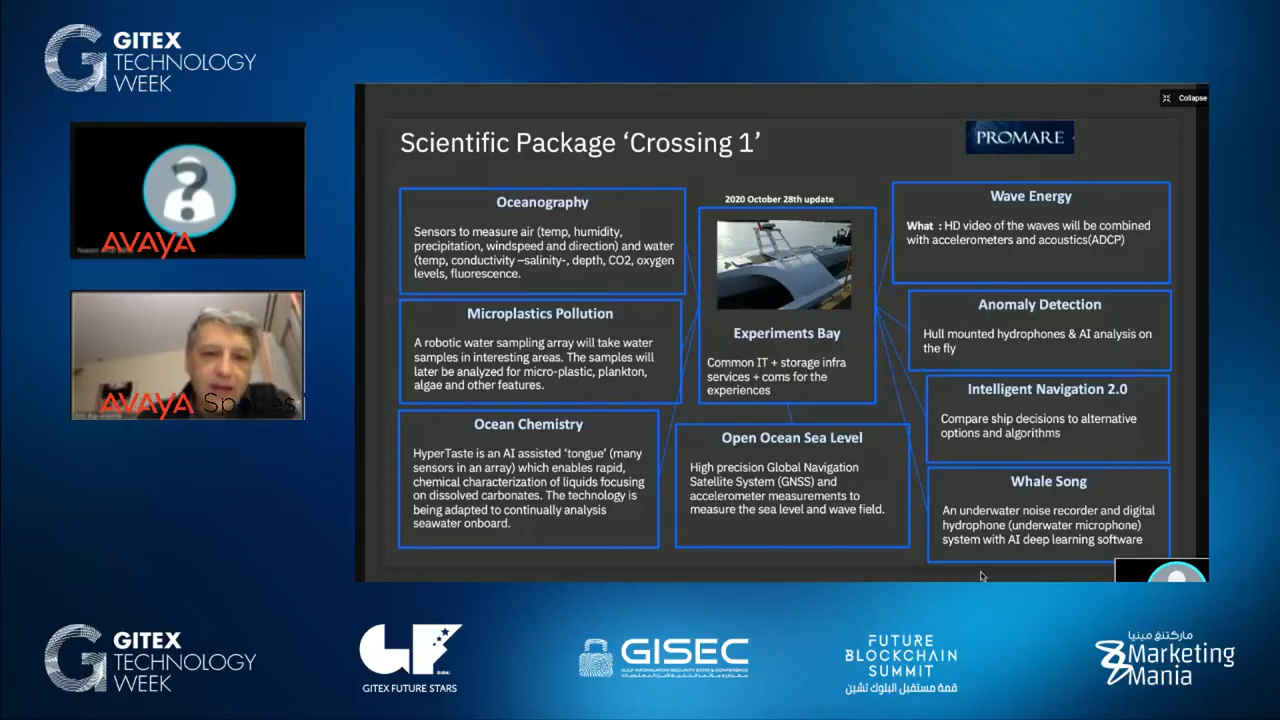 GITEX
TECHNOLOGY
WEEK
AVAYA
AVAYA Spaces
Collapse
Scientific Package ‘Crossing 1’
PROMARE
Oceanography
Sensors to measure air (temp, humidity,
precipitation, windspeed and direction) and water
(temp, conductivity –salinity-, depth, CO2, oxygen
levels, fluorescence.
Microplastics Pollution
A robotic water sampling array will take water
samples in interesting areas. The samples will
later be analyzed for micro-plastic, plankton,
algae and other features.
Ocean Chemistry
HyperTaste is an AI assisted ‘tongue’ (many
sensors in an array) which enables rapid,
chemical characterization of liquids focusing
on dissolved carbonates. The technology is
being adapted to continually analysis
seawater onboard.
2020 October 28th update
Experiments Bay
Common IT + storage infra
services + coms for the
experiences
Open Ocean Sea Level
High precision Global Navigation
Satellite System (GNSS) and
accelerometer measurements to
measure the sea level and wave field.
Wave Energy
What : HD video of the waves will be combined
with accelerometers and acoustics(ADCP)
Anomaly Detection
Hull mounted hydrophones & AI analysis on
the fly
Intelligent Navigation 2.0
Compare ship decisions to alternative
options and algorithms
Whale Song
An underwater noise recorder and digital
hydrophone (underwater microphone)
system with AI deep learning software
GITEX
TECHNOLOGY
WEEK
GITEX FUTURE STARS
GISEC
GULF INFORMATION SECURITY EXPO & CONFERENCE
FUTURE
BLOCKCHAIN
SUMMIT
قمة مستقبل البلوك تشين
ماركتنغ مينيا
Marketing
Mania